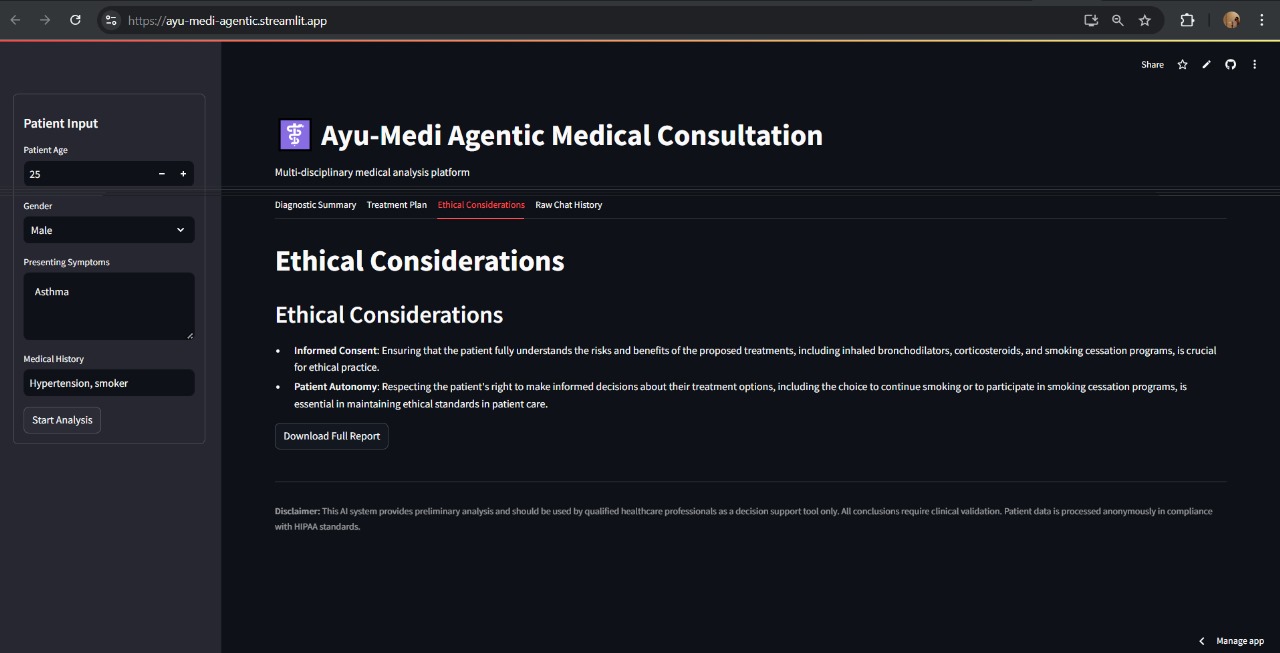 https://ayu-medi-agentic.streamlit.app
Share
Patient Input
Patient Age
25
Gender
Male
Presenting Symptoms
Asthma
Medical History
Hypertension, smoker
Start Analysis
Ayu-Medi Agentic Medical Consultation
Multi-disciplinary medical analysis platform
Diagnostic Summary Treatment Plan Ethical Considerations Raw Chat History
Ethical Considerations
Ethical Considerations
• Informed Consent: Ensuring that the patient fully understands the risks and benefits of the proposed treatments, including inhaled bronchodilators, corticosteroids, and smoking cessation programs, is crucial
for ethical practice.
• Patient Autonomy: Respecting the patient's right to make informed decisions about their treatment options, including the choice to continue smoking or to participate in smoking cessation programs, is
essential in maintaining ethical standards in patient care.
Download Full Report
Disclaimer: This AI system provides preliminary analysis and should be used by qualified healthcare professionals as a decision support tool only. All conclusions require clinical validation. Patient data is processed anonymously in compliance
with HIPAA standards.
Manage app